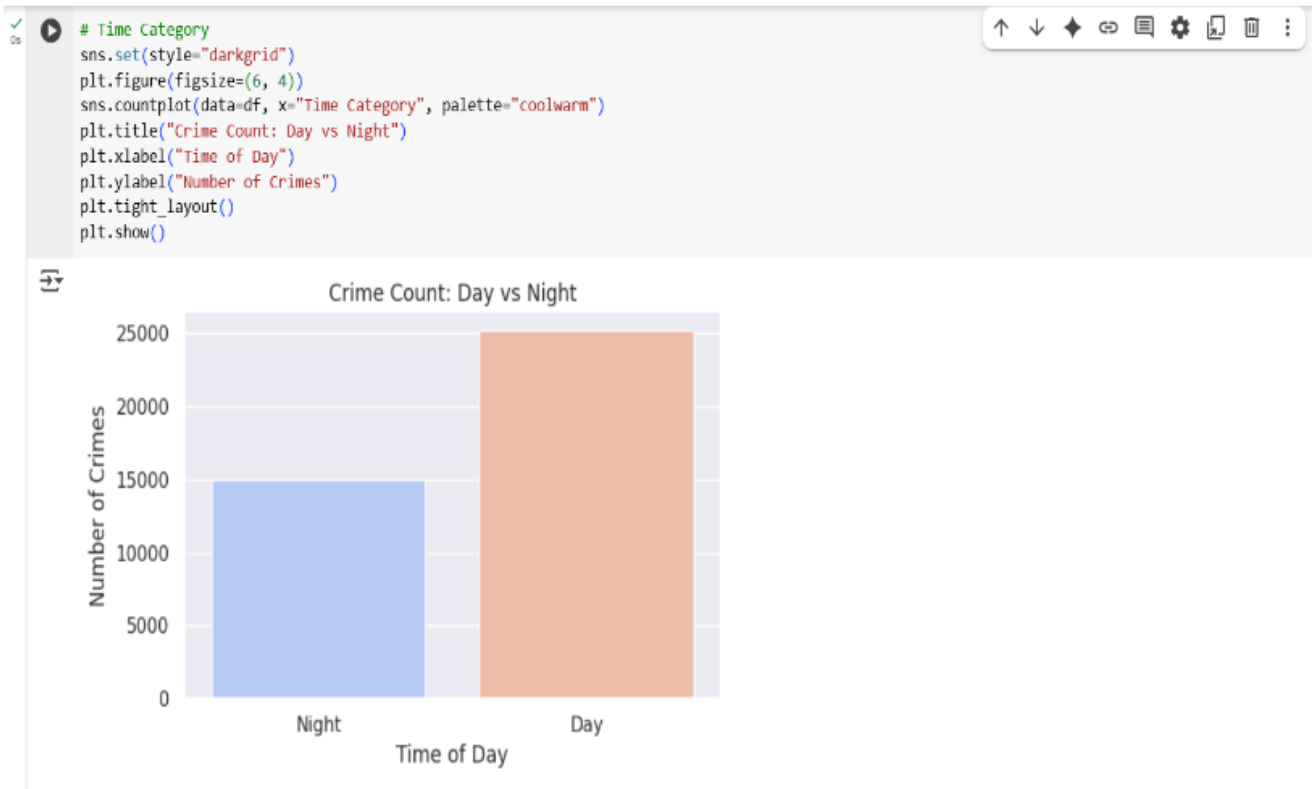 # Time Category
0s
sns.set(style="darkgrid")
plt.figure(figsize=(6, 4))
sns.countplot(data=df, x="Time Category", palette="coolwarm")
plt.title("Crime Count: Day vs Night")
plt.xlabel("Time of Day")
plt.ylabel("Number of Crimes")
plt.tight_layout()
plt.show()
Crime Count: Day vs Night
Number of Crimes
25000
20000
15000
10000
5000
0
Night Day
Time of Day